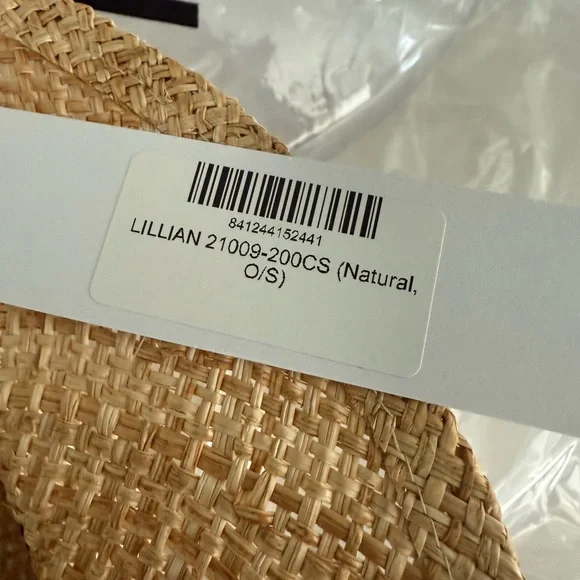 841244152441
LILLIAN 21009-200CS (Natural,
O/S)